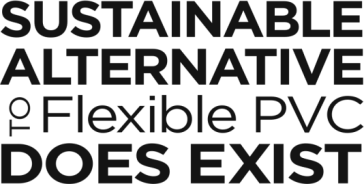 SUSTAINABLE
ALTERNATIVE
TO Flexible PVC
DOES EXIST